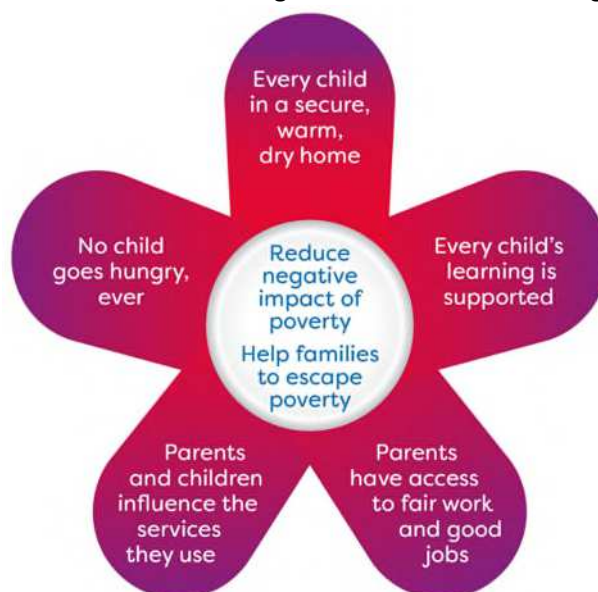 Every child
in a secure,
warm,
dry home
No child
goes hungry,
ever
Reduce
negative
impact of
poverty
Help families
to escape
poverty
Every child's
learning is
supported
Parents
and children
influence the
services
they use
Parents
have access
to fair work
and good
jobs